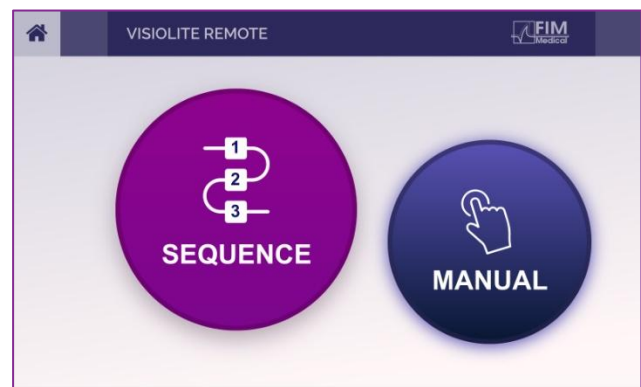 VISIOLITE REMOTE
FIM
Medical
1
2
3
SEQUENCE
MANUAL